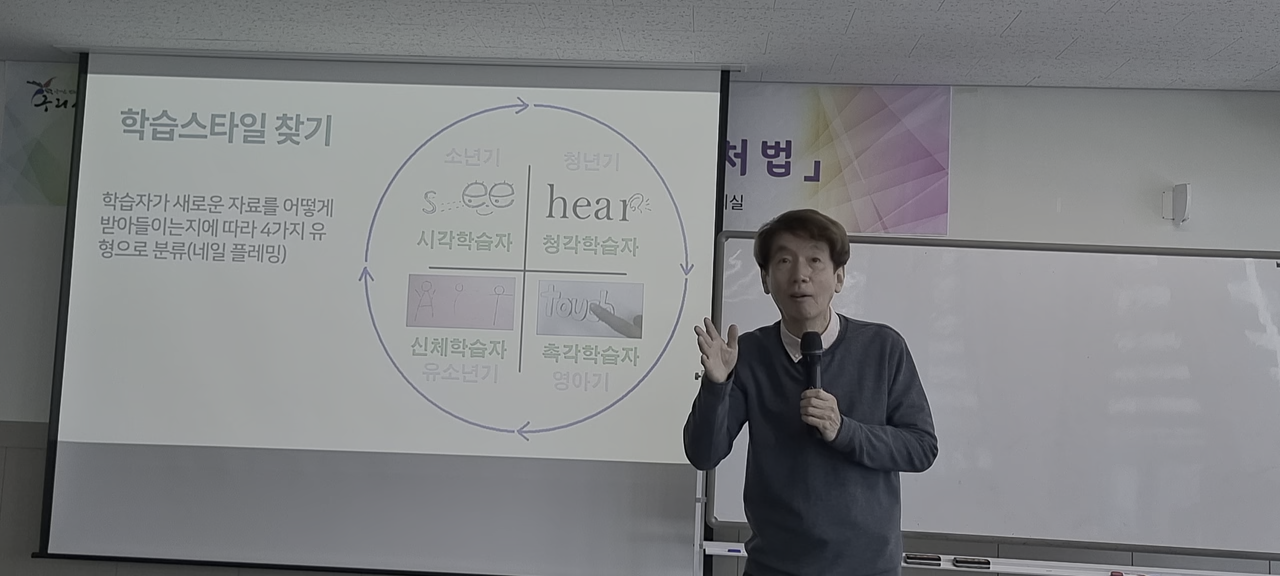 학습스타일 찾기
학습자가 새로운 자료를 어떻게
받아들이는지에 따라 4가지 유
형으로 분류(네일 플레밍)
소년기
청년기
s
hear
시각학습자
청각학습자
touch
신체학습자
촉각학습자
유소년기
영아기
처 법」